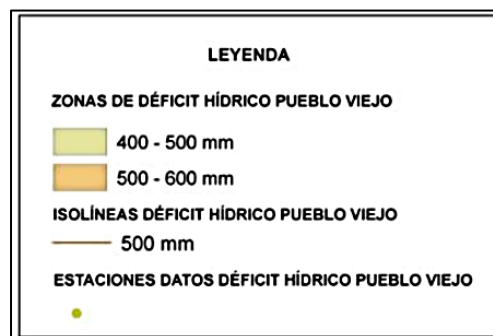 LEYENDA
ZONAS DE DÉFICIT HÍDRICO PUEBLO VIEJO
400 - 500 mm
500 - 600 mm
ISOLÍNEAS DÉFICIT HÍDRICO PUEBLO VIEJO
500 mm
ESTACIONES DATOS DÉFICIT HÍDRICO PUEBLO VIEJO